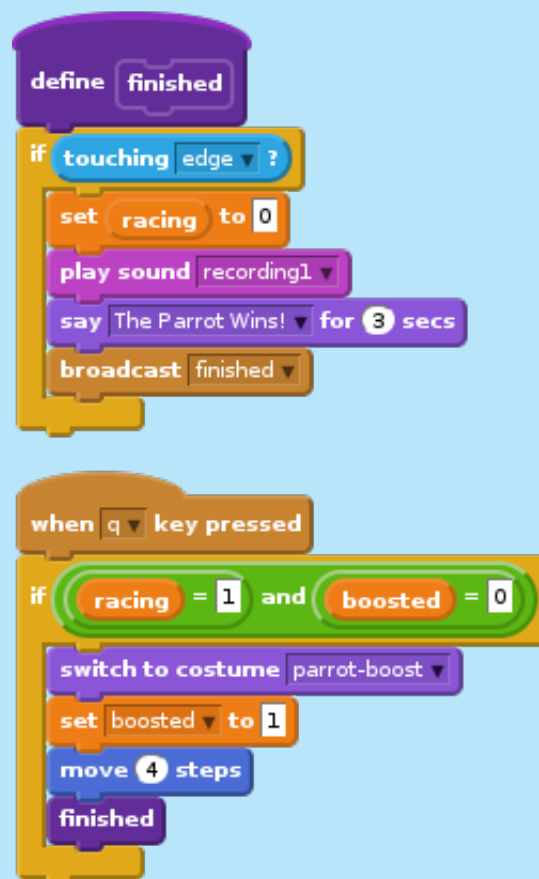 define finished
if touching edge ?
set racing to 0
play sound recording1
say The Parrot Wins! for 3 secs
broadcast finished
when q key pressed
if racing = 1 and boosted = 0
switch to costume parrot-boost
set boosted to 1
move 4 steps
finished